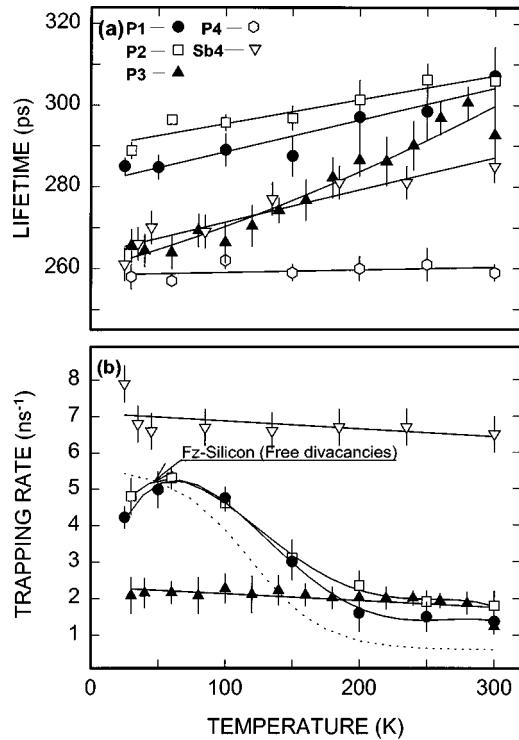 (a) P1 — P4 —
P2 — Sb4 —
P3 —
320
300
280
260
LIFETIME (ps)
(b)
8
7
6
5
4
3
2
1
TRAPPING RATE (ns⁻¹)
Fz-Silicon (Free divacancies)
0 100 200 300
TEMPERATURE (K)